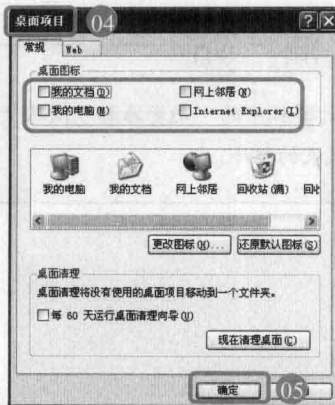 桌面项目 04
常规 Web
桌面图标
我的文档(D) 网上邻居(W)
我的电脑(M) Internet Explorer(I)
我的电脑 我的文档 网上邻居 回收站(满)
更改图标(H)... 还原默认图标(S)
桌面清理
桌面清理将没有使用的桌面项目移动到一个文件夹。
每 60 天运行桌面清理向导(U)
现在清理桌面(C)
确定 05